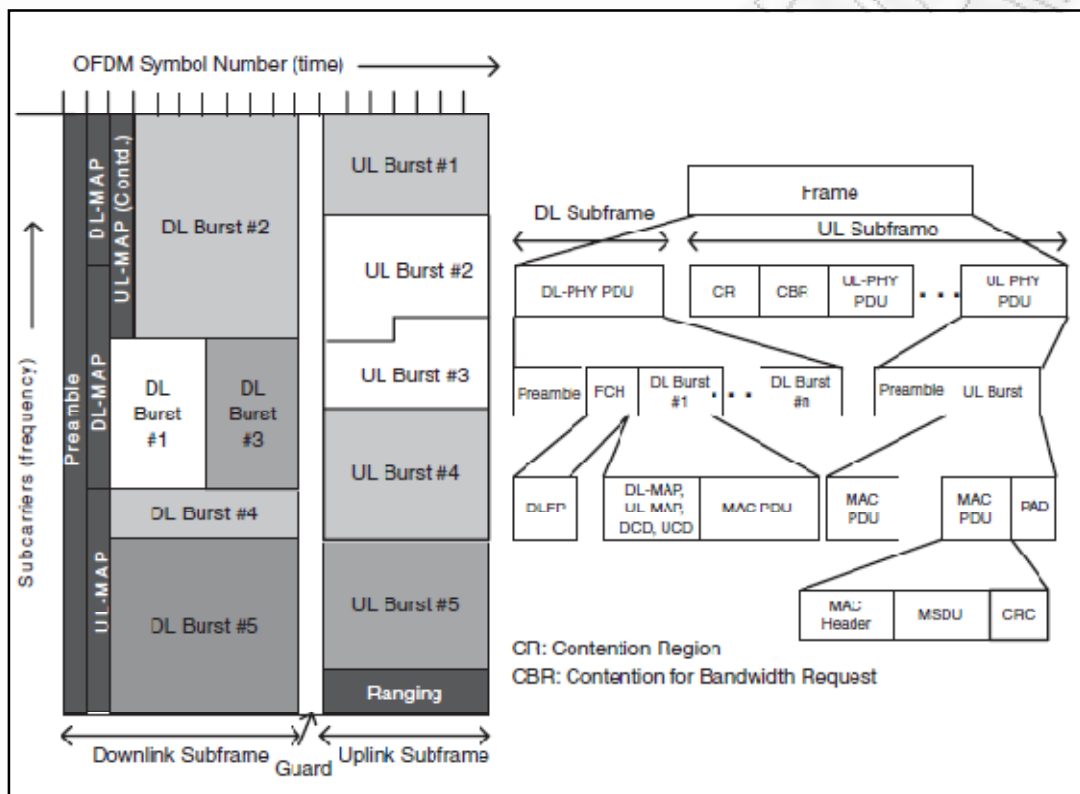 OFDM Symbol Number (time)
Subcarriers (frequency)
Preamble
DL-MAP
DL-MAP
UL-MAP
UL-MAP (Contd.)
DL Burst #2
DL
Burst
#1
DL
Burst
#3
DL Burst #4
DL Burst #5
UL Burst #1
UL Burst #2
UL Burst #3
UL Burst #4
UL Burst #5
Ranging
Downlink Subframe
Guard
Uplink Subframe
Frame
DL Subframe
UL Subframo
DL-PHY PDU
CR
CBR
UL-PHY
PDU
. . .
UL PHY
PDU
Preamble
FCH
DL Burst
#1
. . .
DL Burst
#n
Preamble
UL Burst
DL-MAP,
UL MAP,
DCD, UCD
MAC PDU
MAC
PDU
MAC
PDU
PAD
MAC
Header
MSDU
CRC
CR: Contention Region
CBR: Contention for Bandwidth Request